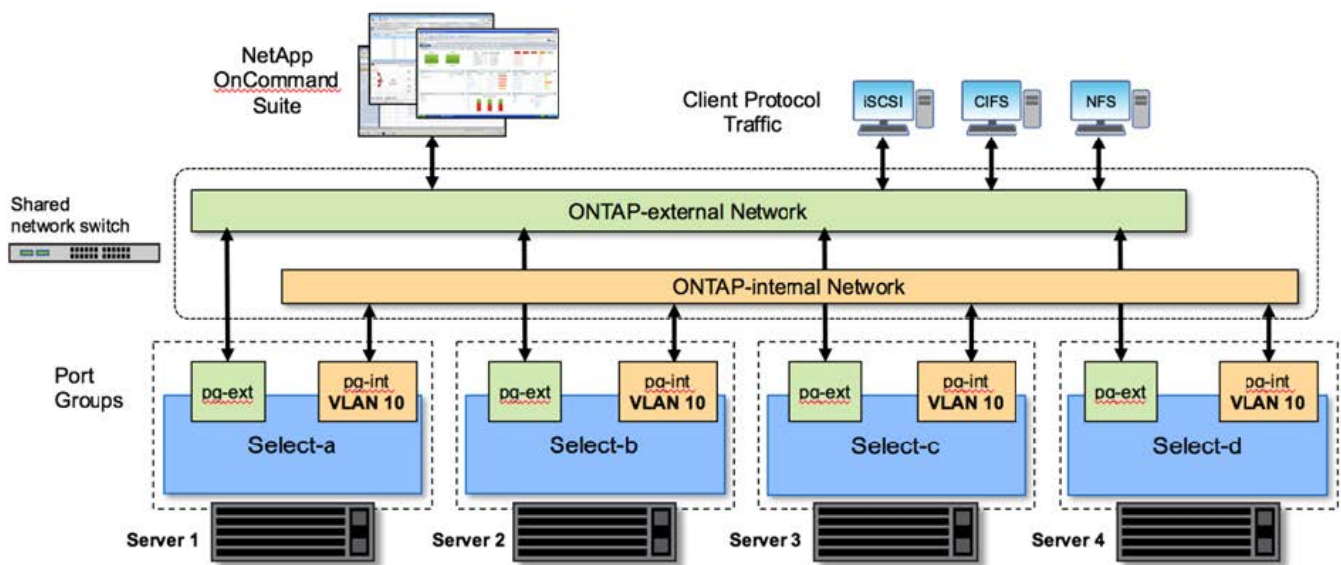 NetApp
OnCommand
Suite
Client Protocol
Traffic
iSCSI
CIFS
NFS
Shared
network switch
ONTAP-external Network
ONTAP-internal Network
Port
Groups
pg-ext
pg-int
VLAN 10
Select-a
pg-ext
pg-int
VLAN 10
Select-b
pg-ext
pg-int
VLAN 10
Select-c
pg-ext
pg-int
VLAN 10
Select-d
Server 1
Server 2
Server 3
Server 4